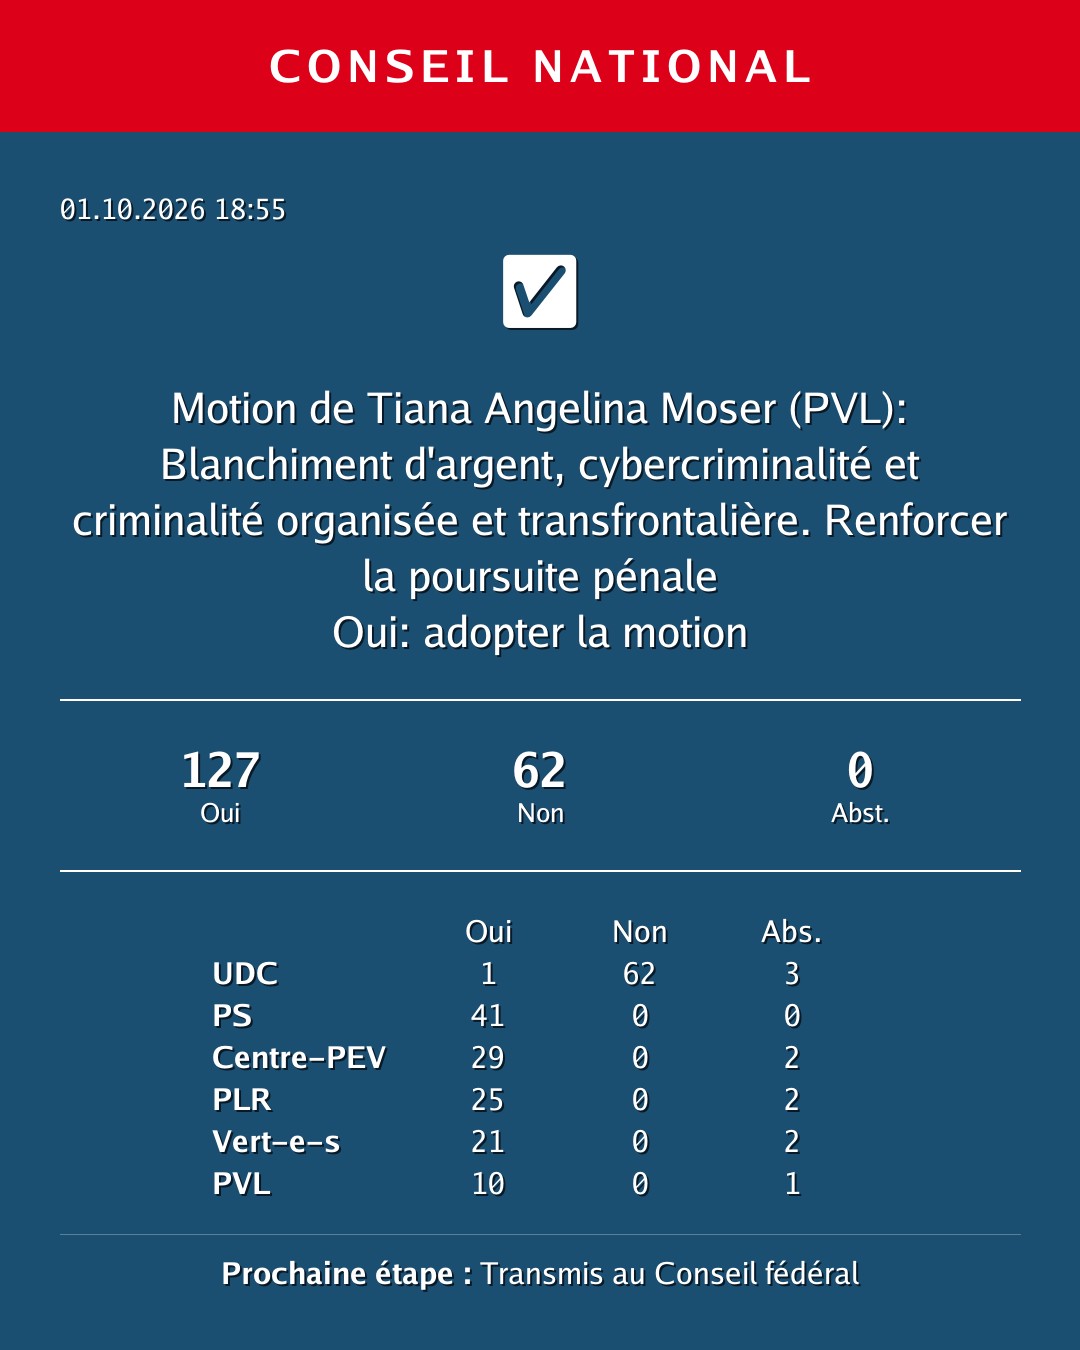 CONSEIL NATIONAL
01.10.2026 18:55
Motion de Tiana Angelina Moser (PVL):
Blanchiment d'argent, cybercriminalité et
criminalité organisée et transfrontalière. Renforcer
la poursuite pénale
Oui: adopter la motion
127 62 0
Oui Non Abst.
Oui Non Abs.
UDC 1 62 3
PS 41 0 0
Centre-PEV 29 0 2
PLR 25 0 2
Vert-e-s 21 0 2
PVL 10 0 1
Prochaine étape : Transmis au Conseil fédéral